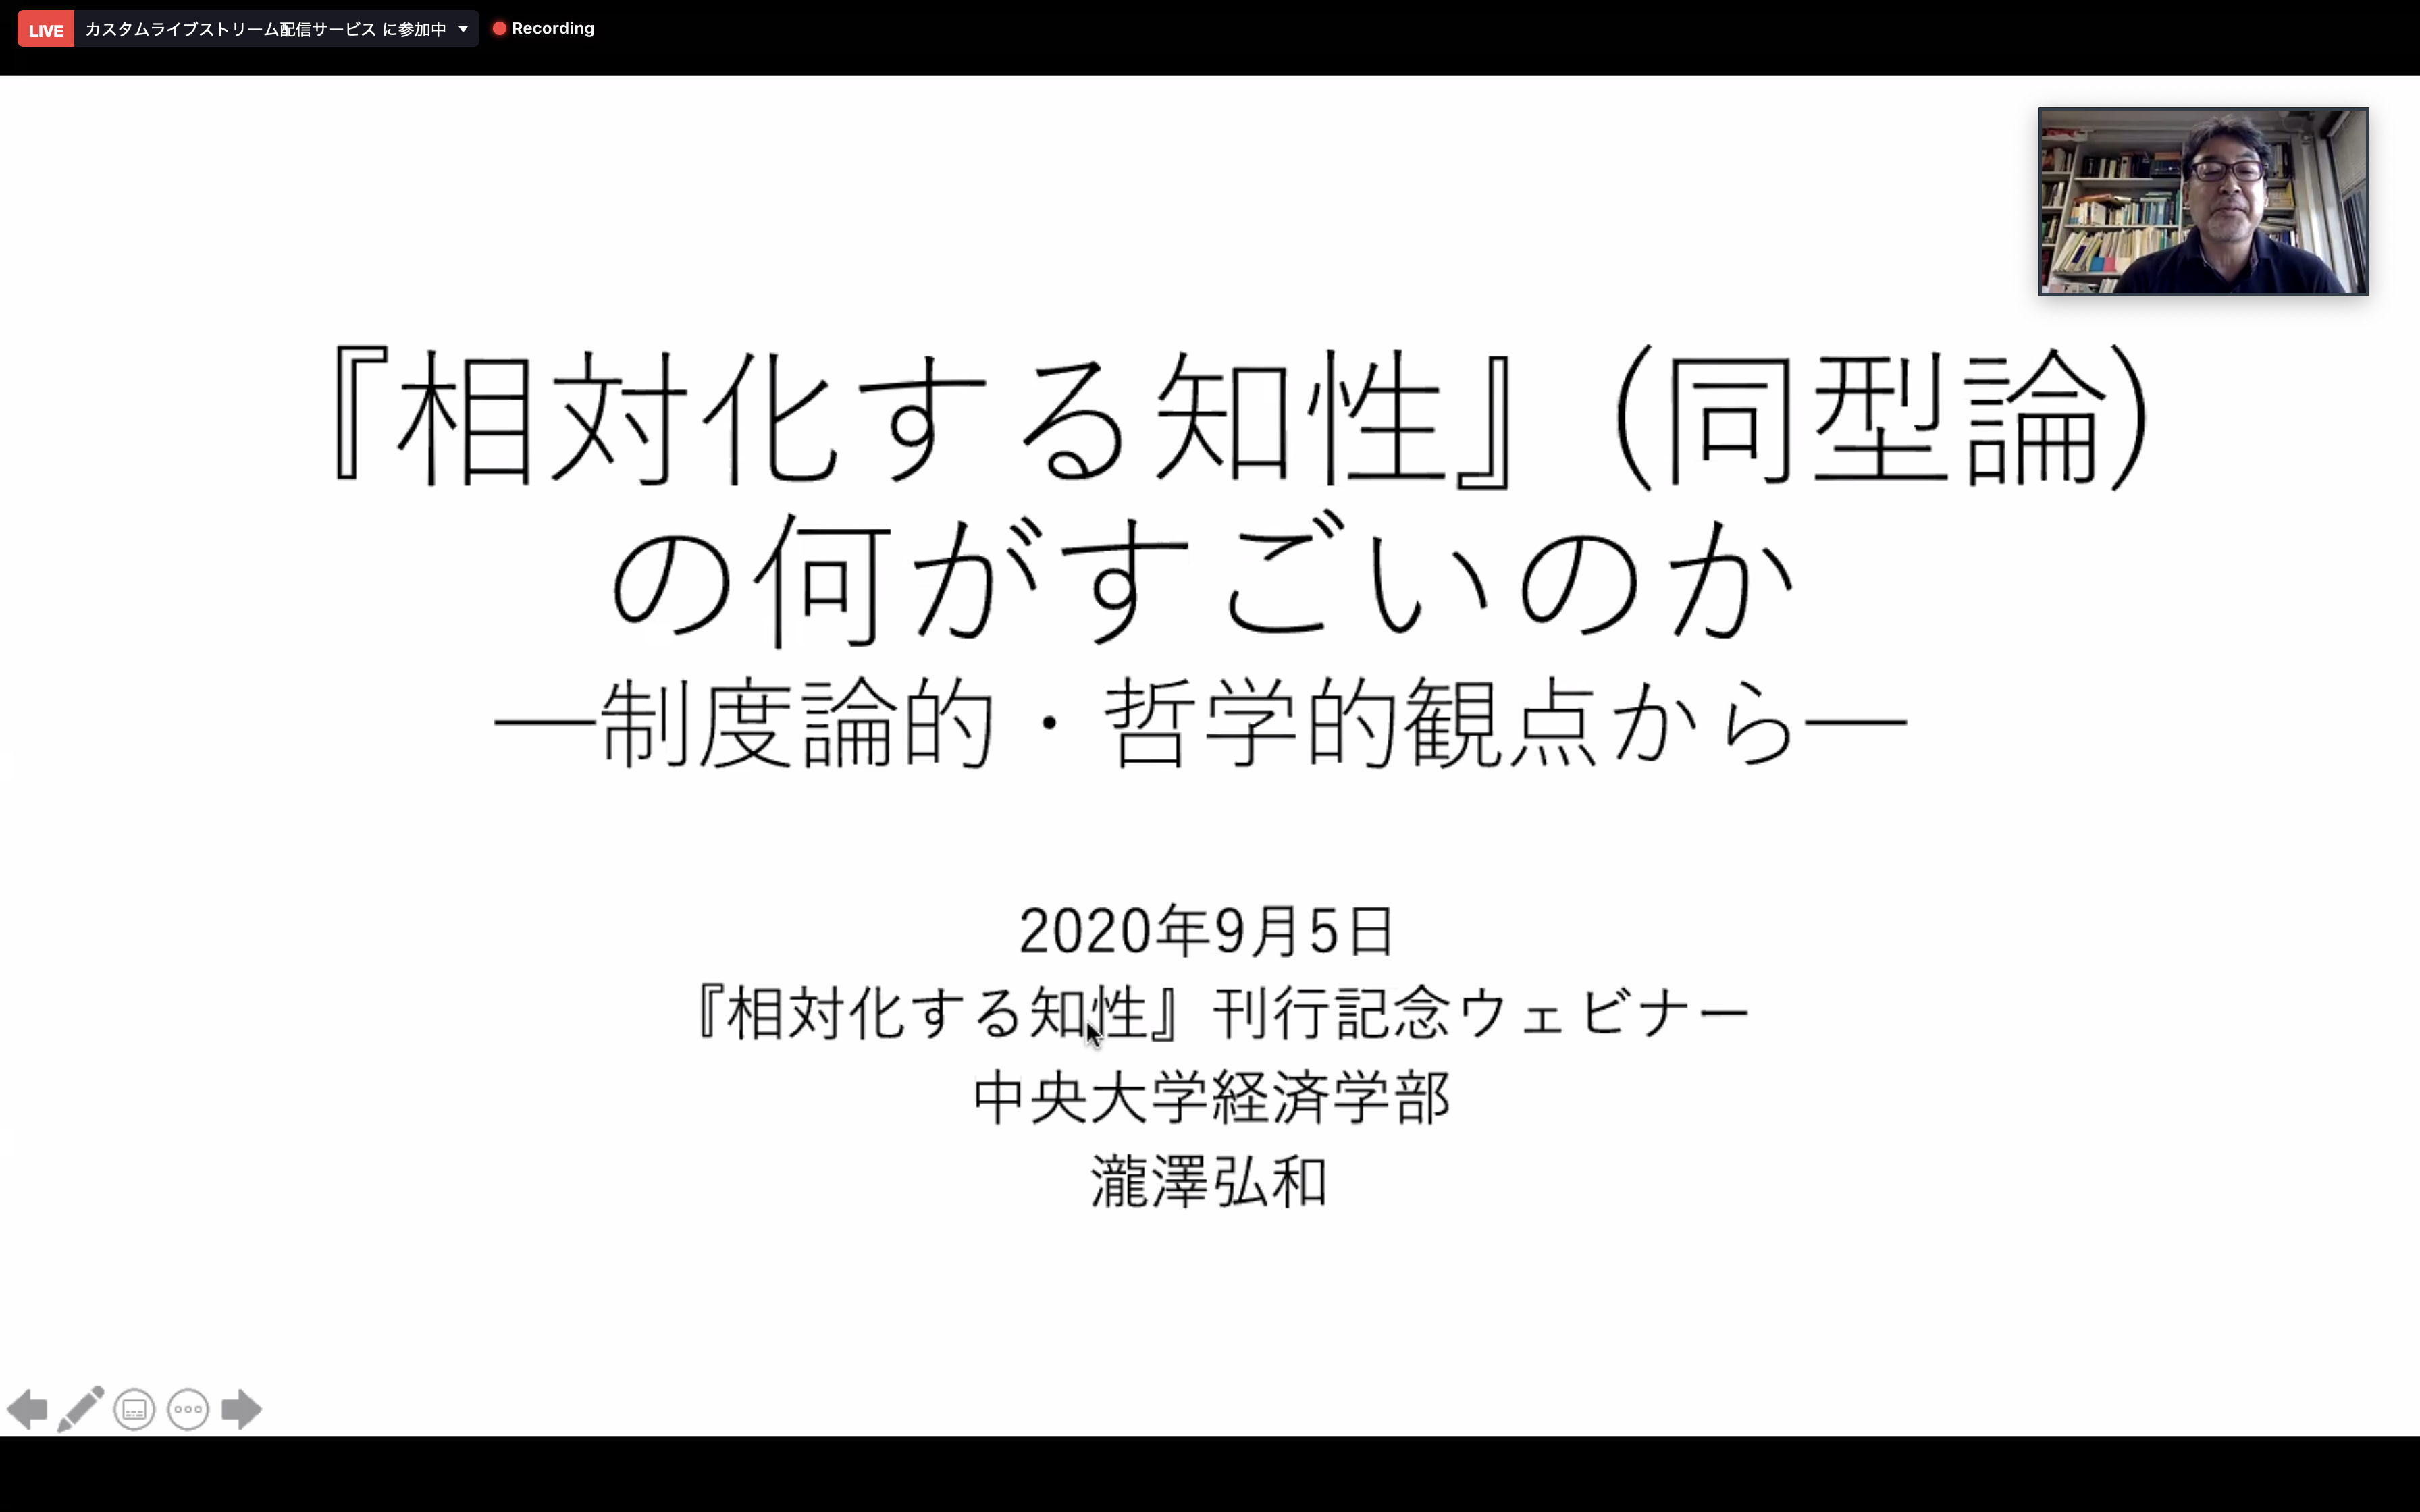 LIVE カスタムライブストリーム配信サービス に参加中 Recording
『相対化する知性』(同型論)
の何がすごいのか
―制度論的・哲学的観点から―
2020年9月5日
『相対化する知性』刊行記念ウェビナー
中央大学経済学部
瀧澤弘和